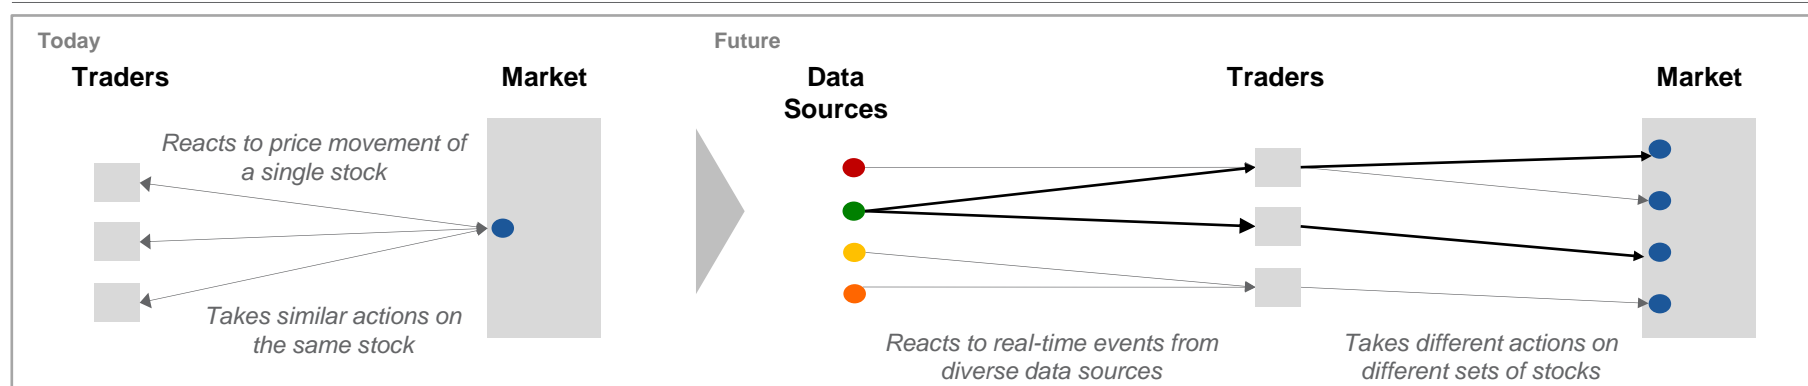 Today
Traders
Market
Reacts to price movement of
a single stock
Takes similar actions on
the same stock
Future
Data
Sources
Traders
Market
Reacts to real-time events from
diverse data sources
Takes different actions on
different sets of stocks